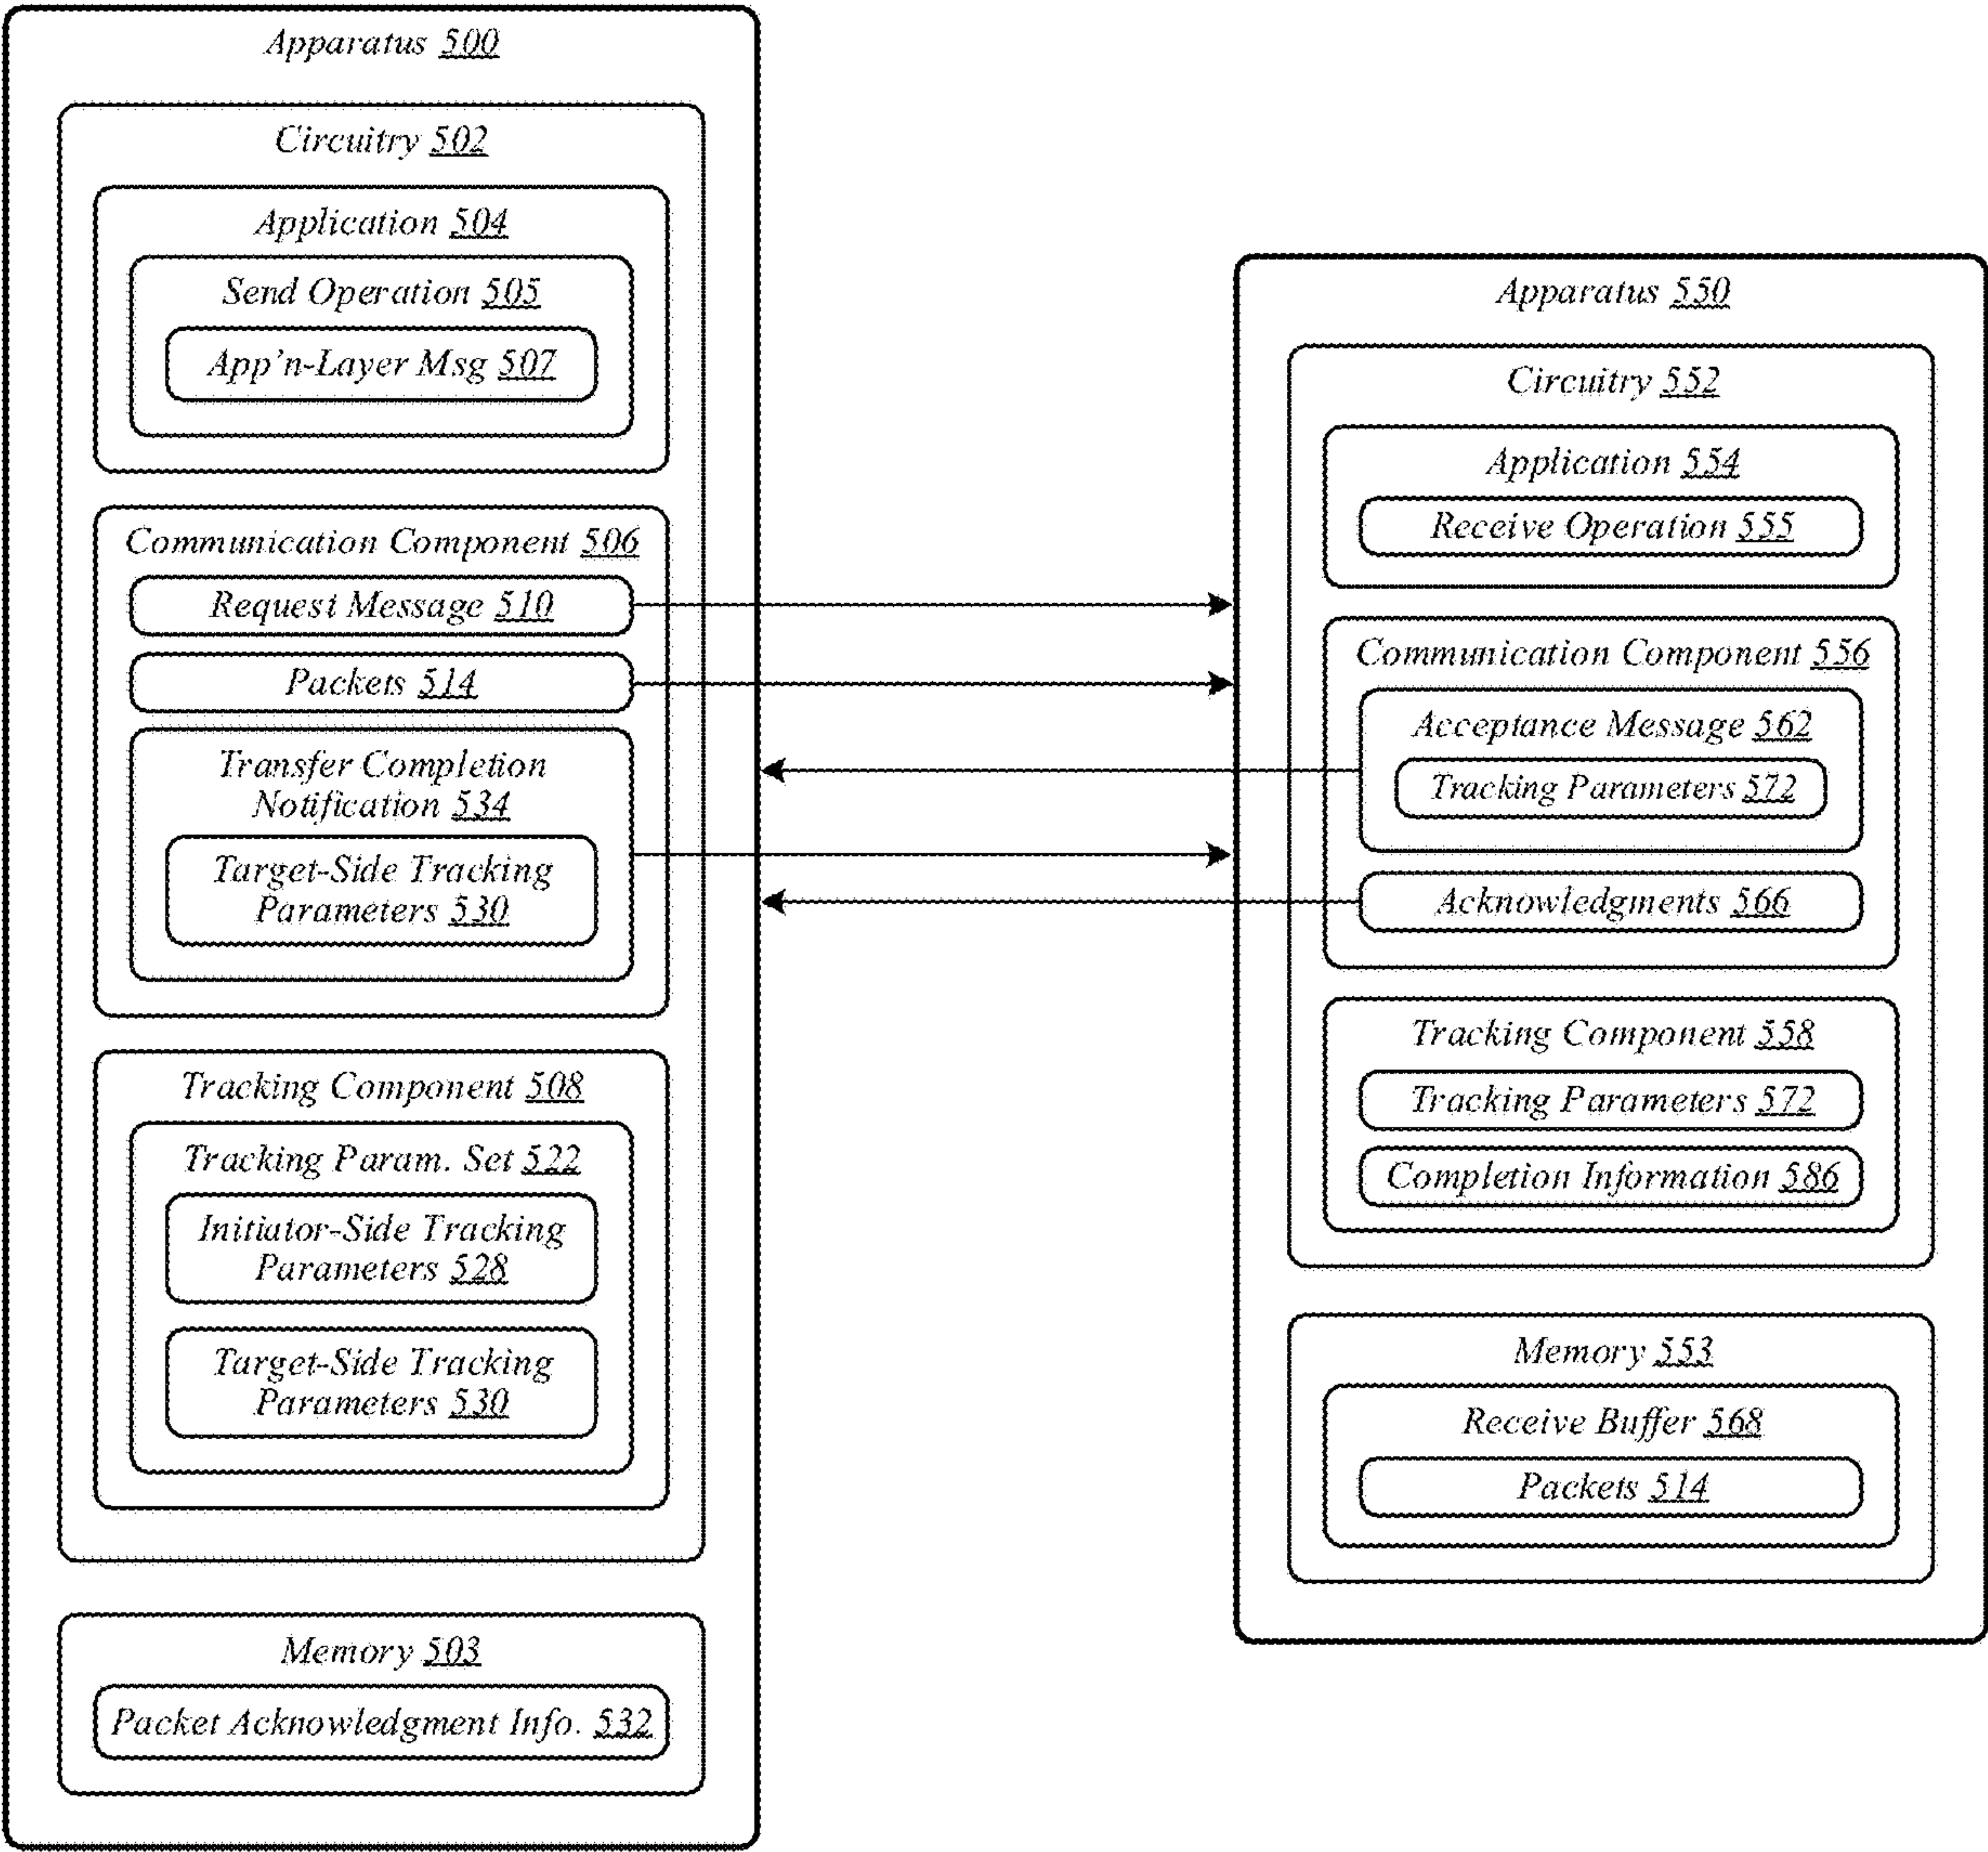 Apparatus 500
Circuitry 502
Application 504
Send Operation 505
App'n-Layer Msg 507
Communication Component 506
Request Message 510
Packets 514
Transfer Completion
Notification 534
Target-Side Tracking
Parameters 530
Tracking Component 508
Tracking Param. Set 522
Initiator-Side Tracking
Parameters 528
Target-Side Tracking
Parameters 530
Memory 503
Packet Acknowledgment Info. 532
Apparatus 550
Circuitry 552
Application 554
Receive Operation 555
Communication Component 556
Acceptance Message 562
Tracking Parameters 572
Acknowledgments 566
Tracking Component 558
Tracking Parameters 572
Completion Information 586
Memory 553
Receive Buffer 568
Packets 514